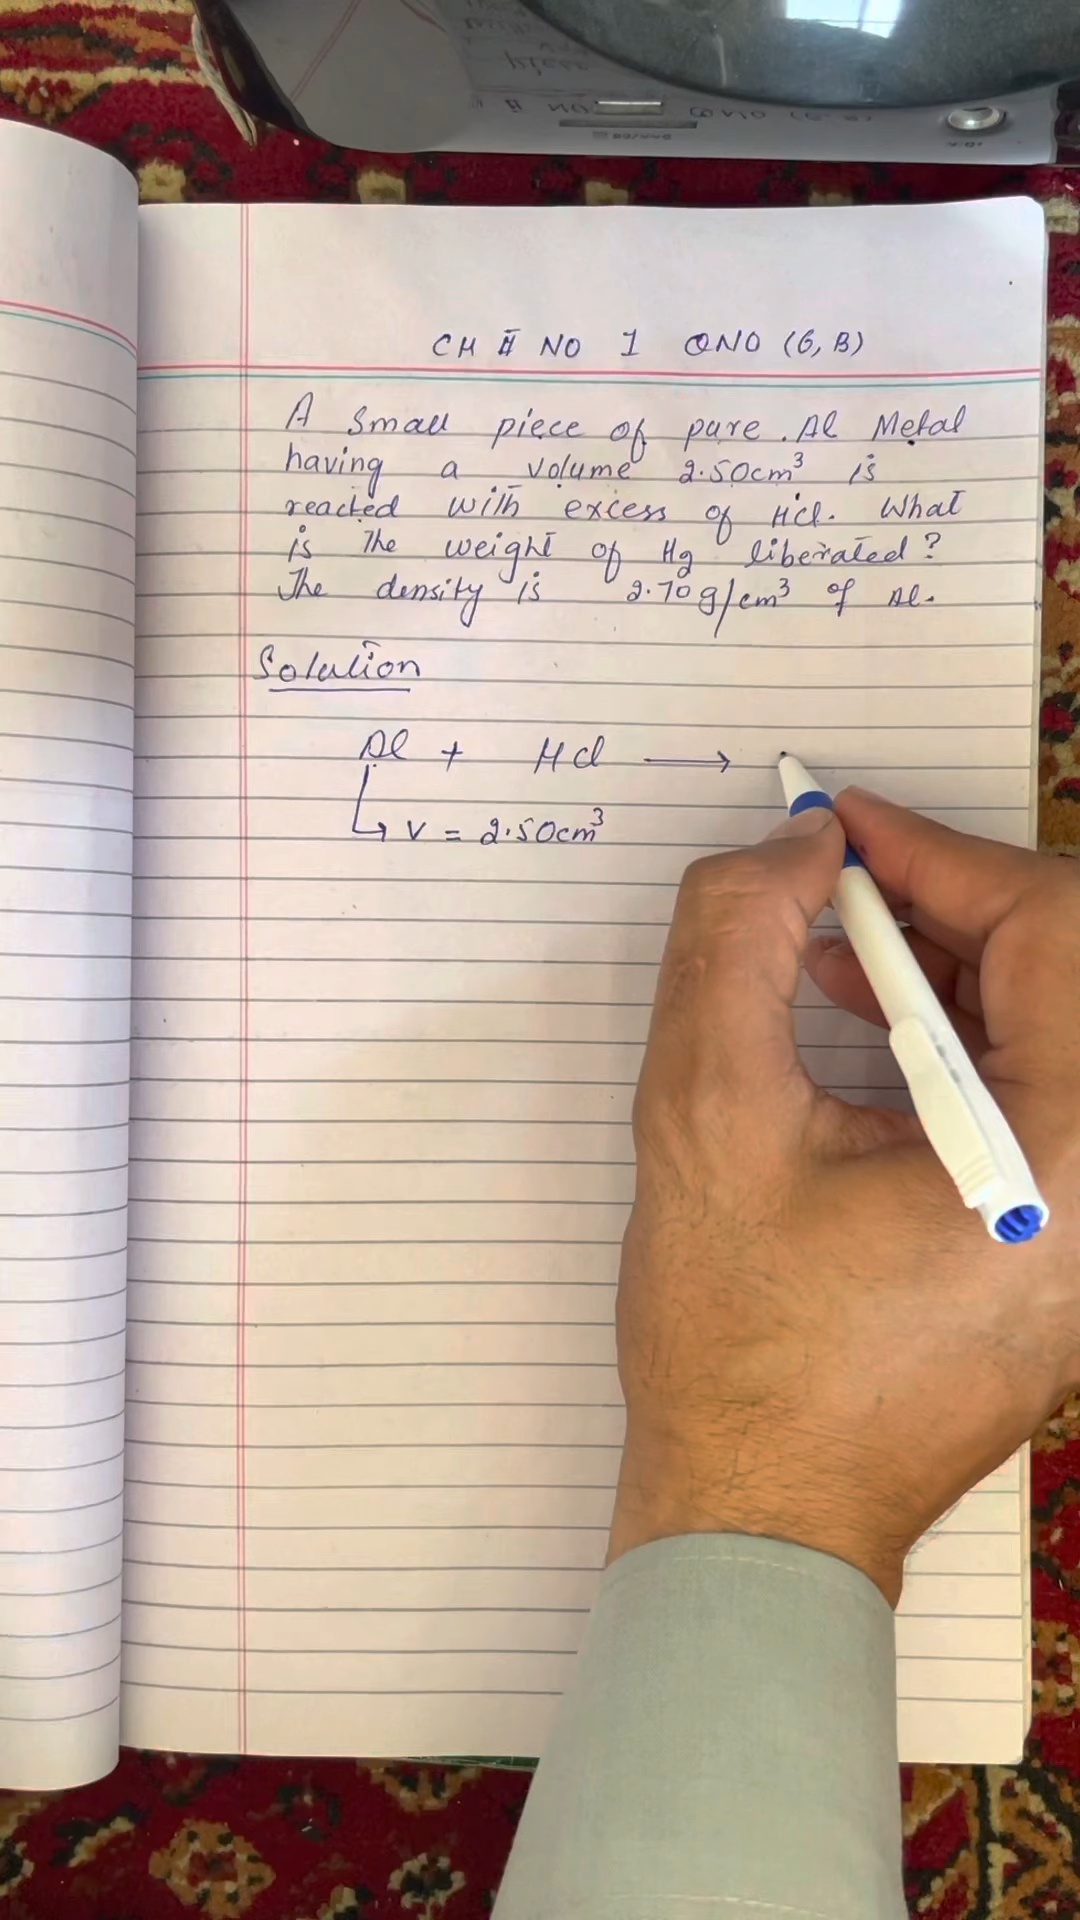 CH # NO 1 QNO (6, B)
A small piece of pure. Al Metal
having a volume 2.50cm³ is
reacted with excess of HCl. What
is the weight of Hg liberated?
The density is 2.70g/cm³ of Al.
Solution
Al + HCl ⟶
↳ V = 2.50cm³